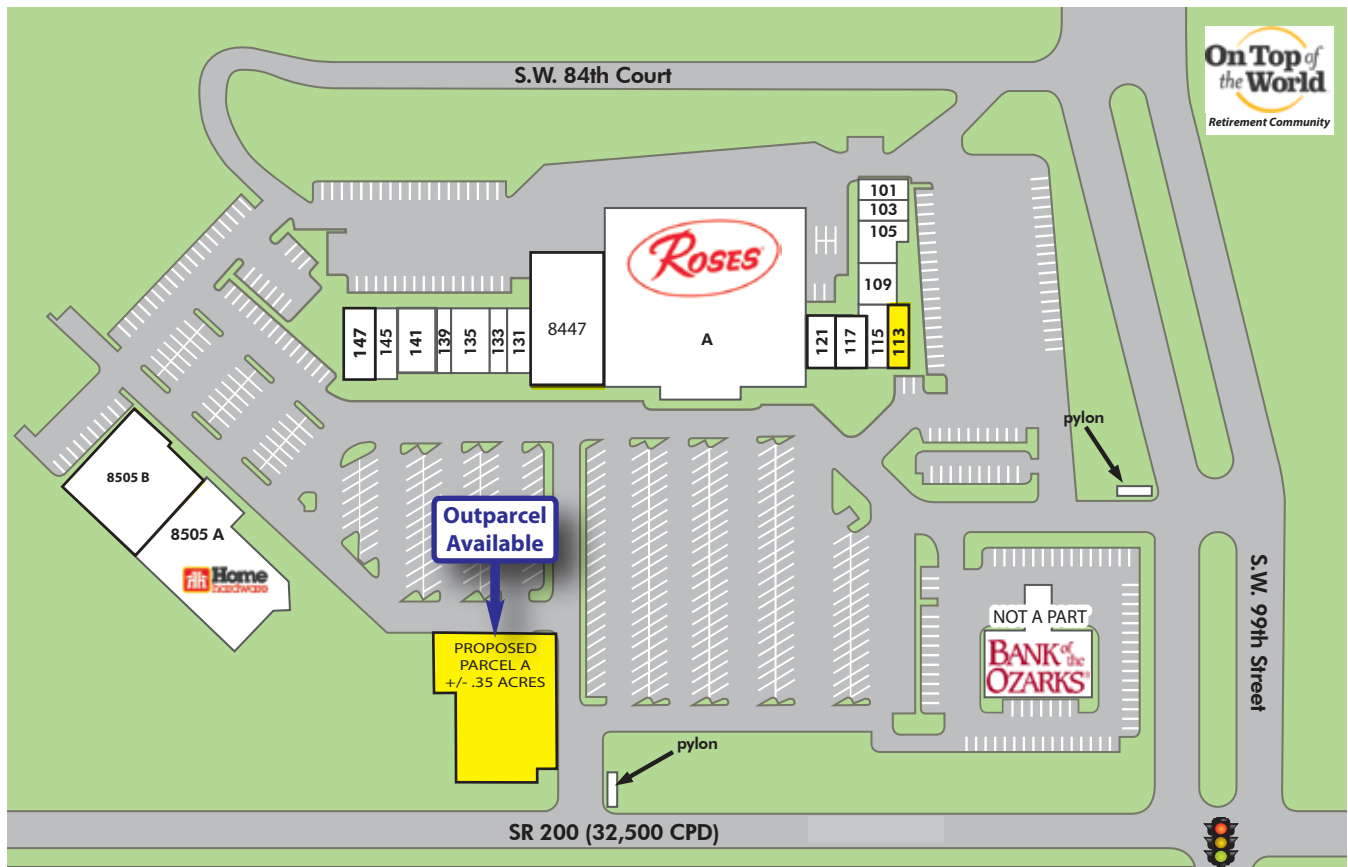 S.W. 84th Court
On Top of
the World
Retirement Community
101
103
105
109
ROSES
8447
A
147
145
141
139
135
133
131
121
117
115
113
pylon
8505 B
8505 A
Home
hardware
Outparcel
Available
PROPOSED
PARCEL A
+/- .35 ACRES
NOT A PART
BANK of the
OZARKS
S.W. 99th Street
pylon
SR 200 (32,500 CPD)